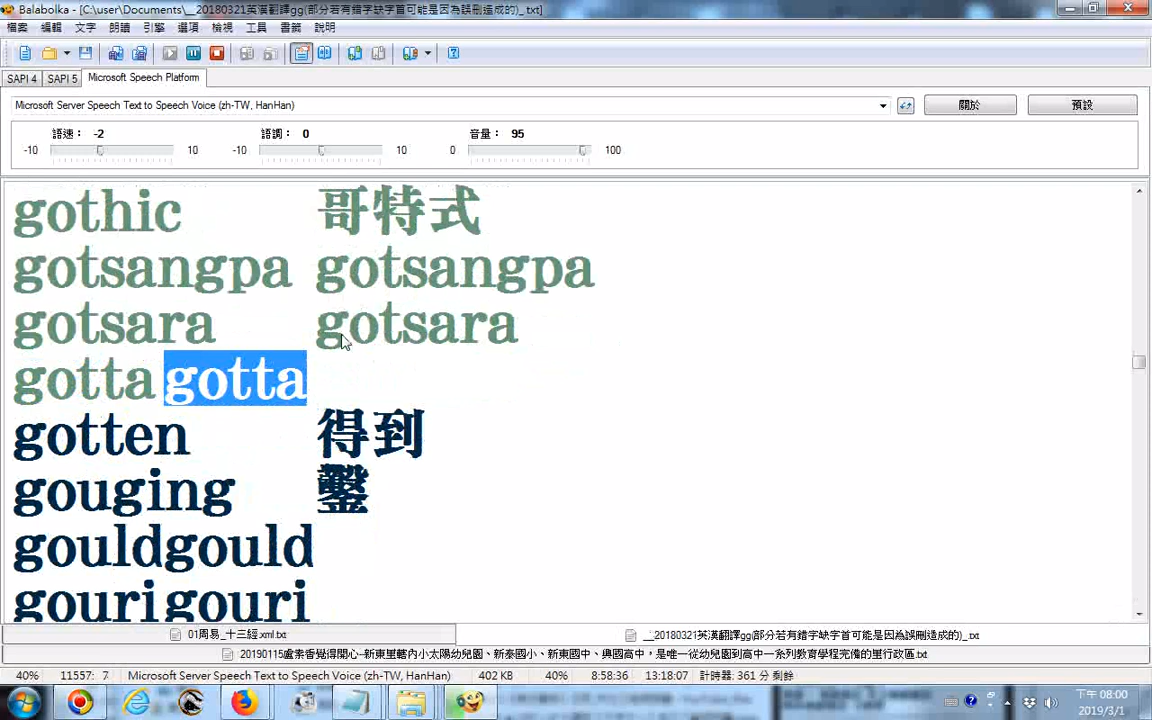 Balabolka - [C:\user\Documents\__20180321英漢翻譯gg(部分若有錯字缺字首可能是因為誤刪造成的)_.txt]
檔案 編輯 文字 朗讀 引擎 選項 檢視 工具 書籤 說明
SAPI 4 SAPI 5 Microsoft Speech Platform
Microsoft Server Speech Text to Speech Voice (zh-TW, HanHan) 關於 預設
語速： -2 語調： 0 音量： 95
-10 10 -10 10 0 100
gothic 哥特式
gotsangpa gotsangpa
gotsara gotsara
gotta gotta
gotten 得到
gouging 鑿
gouldgould
gouri gouri
01周易_十三經.xml.txt __20180321英漢翻譯gg(部分若有錯字缺字首可能是因為誤刪造成的)_.txt
20190115盧素香覺得開心-新東里轄內小太陽幼兒園、新泰國小、新東國中、興國高中，是唯一從幼兒園到高中一系列教育學程完備的里行政區.txt
40% 11557: 7 Microsoft Server Speech Text to Speech Voice (zh-TW, HanHan) 402 KB 40% 8:58:36 13:18:07 計時器: 361 分 剩餘
下午 08:00
2019/3/1